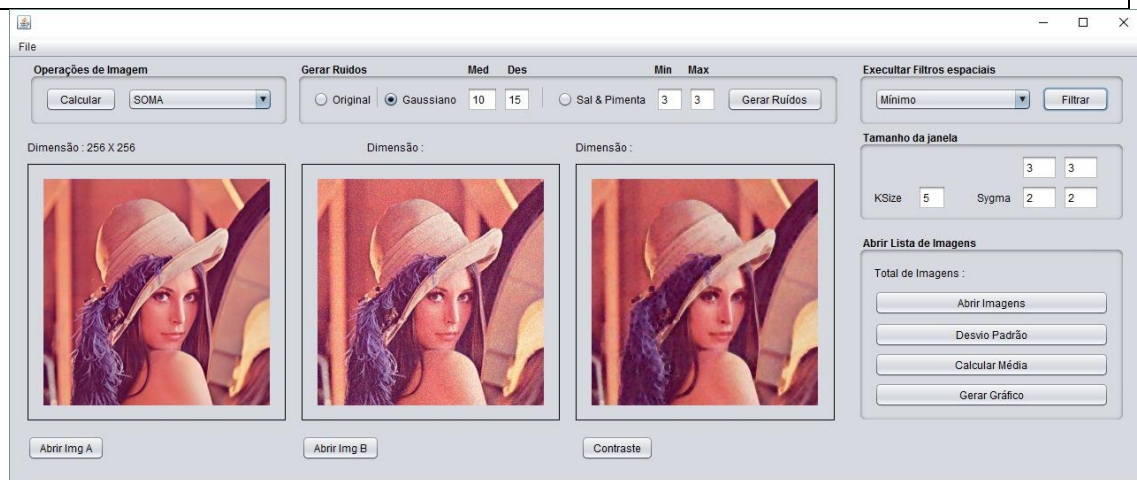 File
Operações de Imagem
Calcular SOMA
Gerar Ruidos Med Des Min Max
Original Gaussiano 10 15 Sal & Pimenta 3 3 Gerar Ruídos
Execultar Filtros espaciais
Mínimo Filtrar
Tamanho da janela
3 3
KSize 5 Sygma 2 2
Dimensão : 256 X 256
Dimensão :
Dimensão :
Abrir Lista de Imagens
Total de Imagens :
Abrir Imagens
Desvio Padrão
Calcular Média
Gerar Gráfico
Abrir Img A
Abrir Img B
Contraste